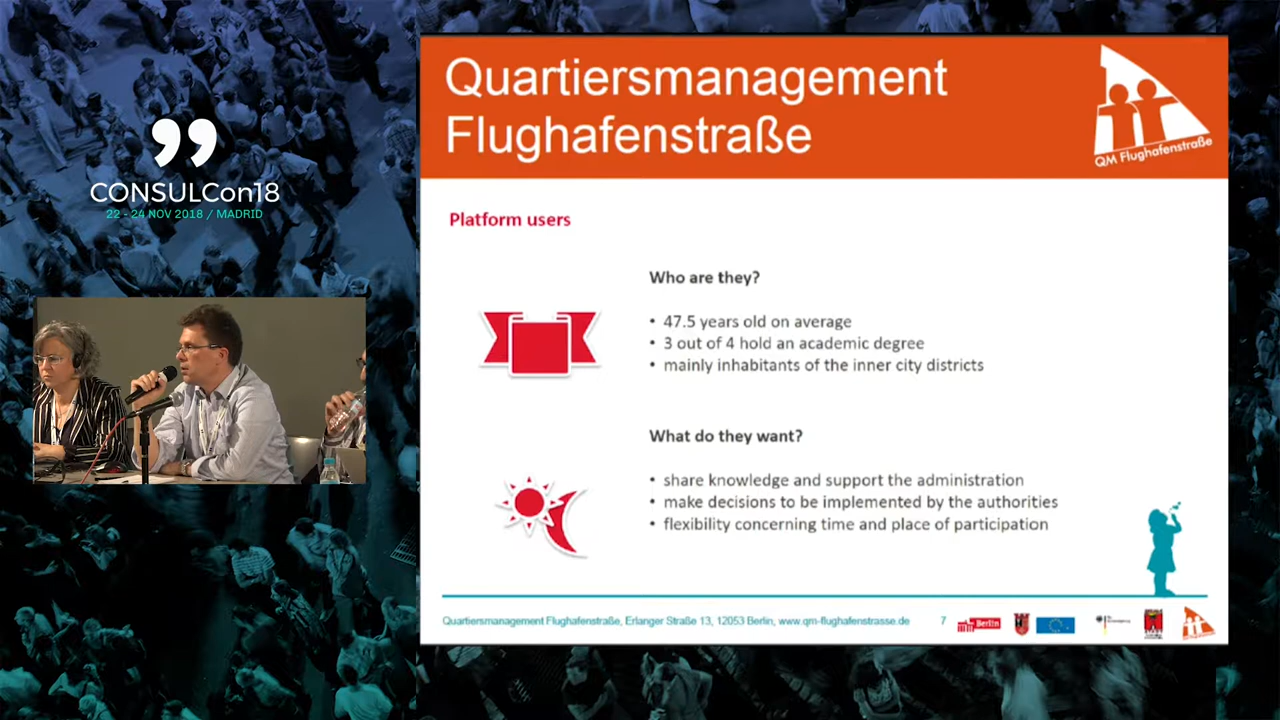 CONSULCon18
22 - 24 NOV 2018 / MADRID
Quartiersmanagement
Flughafenstraße
QM Flughafenstraße
Platform users
Who are they?
• 47.5 years old on average
• 3 out of 4 hold an academic degree
• mainly inhabitants of the inner city districts
What do they want?
• share knowledge and support the administration
• make decisions to be implemented by the authorities
• flexibility concerning time and place of participation
Quartiersmanagement Flughafenstraße, Erlanger Straße 13, 12053 Berlin, www.qm-flughafenstrasse.de
7
Berlin